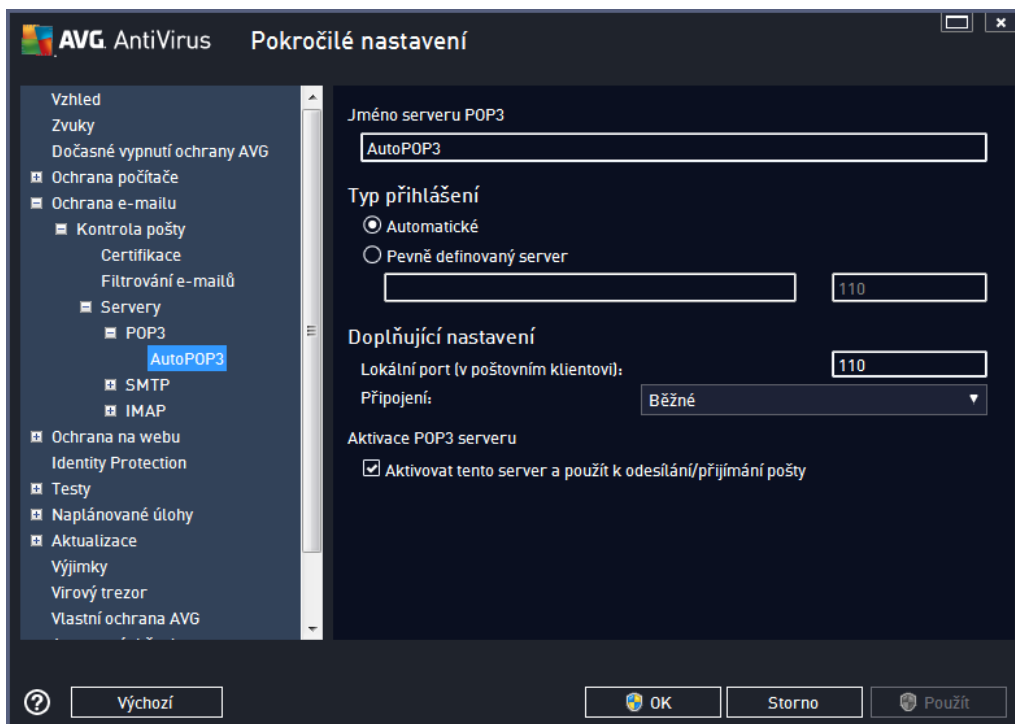 AVG. AntiVirus Pokročilé nastavení
Vzhled
Zvuky
Dočasné vypnutí ochrany AVG
Ochrana počítače
Ochrana e-mailu
Kontrola pošty
Certifikace
Filtrování e-mailů
Servery
POP3
AutoPOP3
SMTP
IMAP
Ochrana na webu
Identity Protection
Testy
Naplánované úlohy
Aktualizace
Výjimky
Virový trezor
Vlastní ochrana AVG
Jméno serveru POP3
AutoPOP3
Typ přihlášení
Automatické
Pevně definovaný server
110
Doplňující nastavení
Lokální port (v poštovním klientovi): 110
Připojení: Běžné
Aktivace POP3 serveru
Aktivovat tento server a použít k odesílání/přijímání pošty
? Výchozí OK Storno Použít